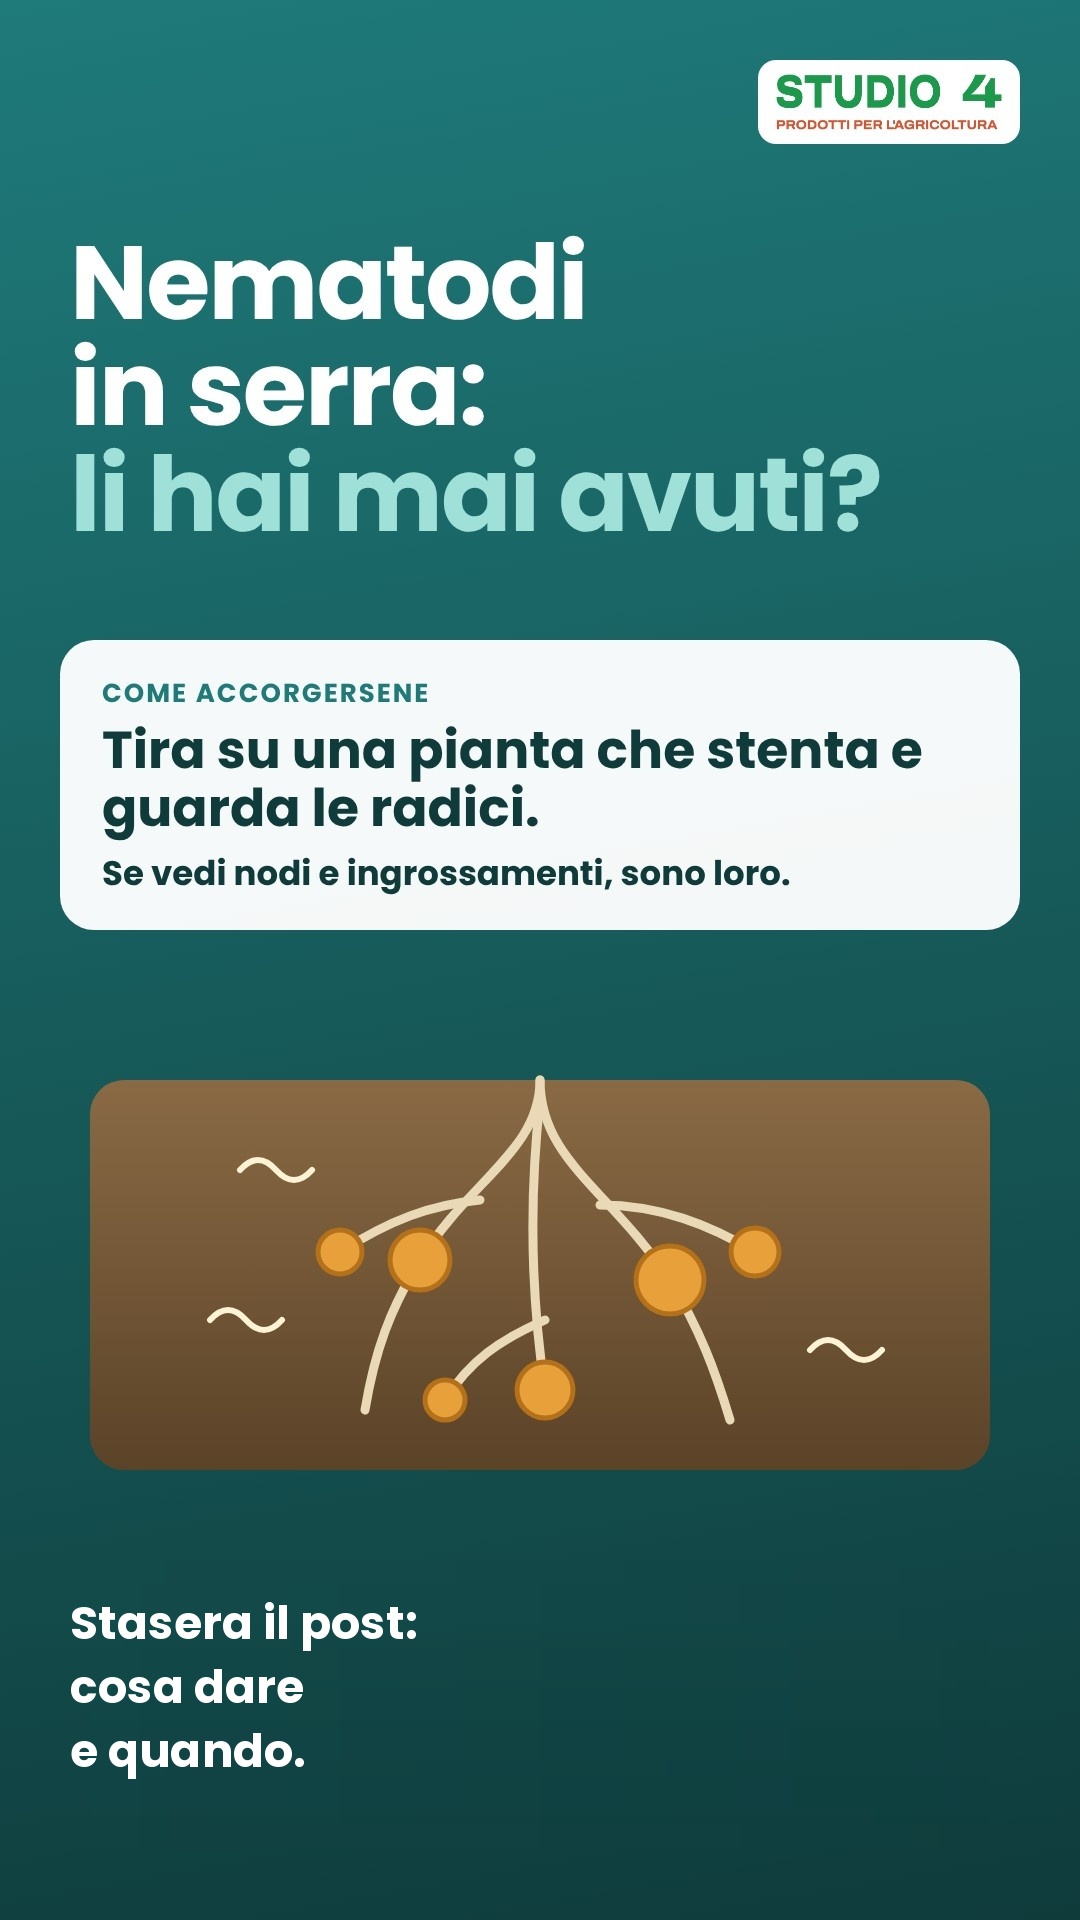 STUDIO 4
PRODOTTI PER L'AGRICOLTURA
Nematodi
in serra:
li hai mai avuti?
COME ACCORGERSENE
Tira su una pianta che stenta e
guarda le radici.
Se vedi nodi e ingrossamenti, sono loro.
Stasera il post:
cosa dare
e quando.